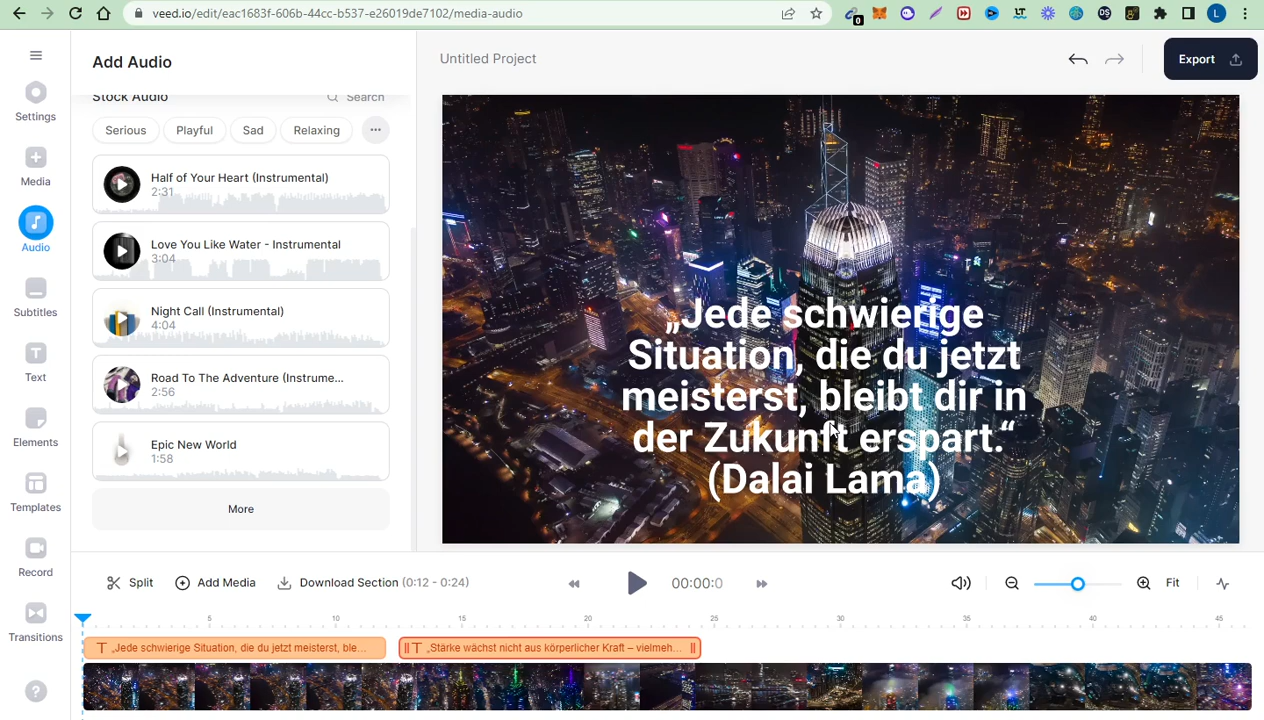 veed.io/edit/eac1683f-606b-44cc-b537-e26019de7102/media-audio
0
L
Settings
Media
Audio
Subtitles
Text
Elements
Templates
Record
Transitions
Add Audio
Stock Audio
Search
Serious
Playful
Sad
Relaxing
Half of Your Heart (Instrumental)
2:31
Love You Like Water - Instrumental
3:04
Night Call (Instrumental)
4:04
Road To The Adventure (Instrume...
2:56
Epic New World
1:58
More
Untitled Project
Export
„Jede schwierige
Situation, die du jetzt
meisterst, bleibt dir in
der Zukunft erspart.“
(Dalai Lama)
Split
Add Media
Download Section (0:12 - 0:24)
00:00:0
Fit
5 10 15 20 25 30 35 40 45
T „Jede schwierige Situation, die du jetzt meisterst, ble...
T „Stärke wächst nicht aus körperlicher Kraft – vielmeh...